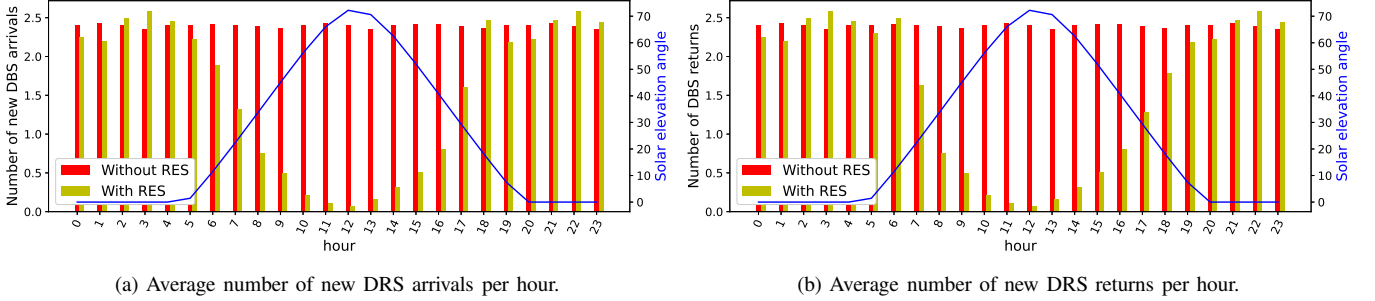 Number of new DBS arrivals
2.5
2.0
1.5
1.0
0.5
0.0
Without RES
With RES
0 1 2 3 4 5 6 7 8 9 10 11 12 13 14 15 16 17 18 19 20 21 22 23
hour
70
60
50
40
30
20
10
0
Solar elevation angle
(a) Average number of new DRS arrivals per hour.
Number of DBS returns
2.5
2.0
1.5
1.0
0.5
0.0
Without RES
With RES
0 1 2 3 4 5 6 7 8 9 10 11 12 13 14 15 16 17 18 19 20 21 22 23
hour
70
60
50
40
30
20
10
0
Solar elevation angle
(b) Average number of new DRS returns per hour.